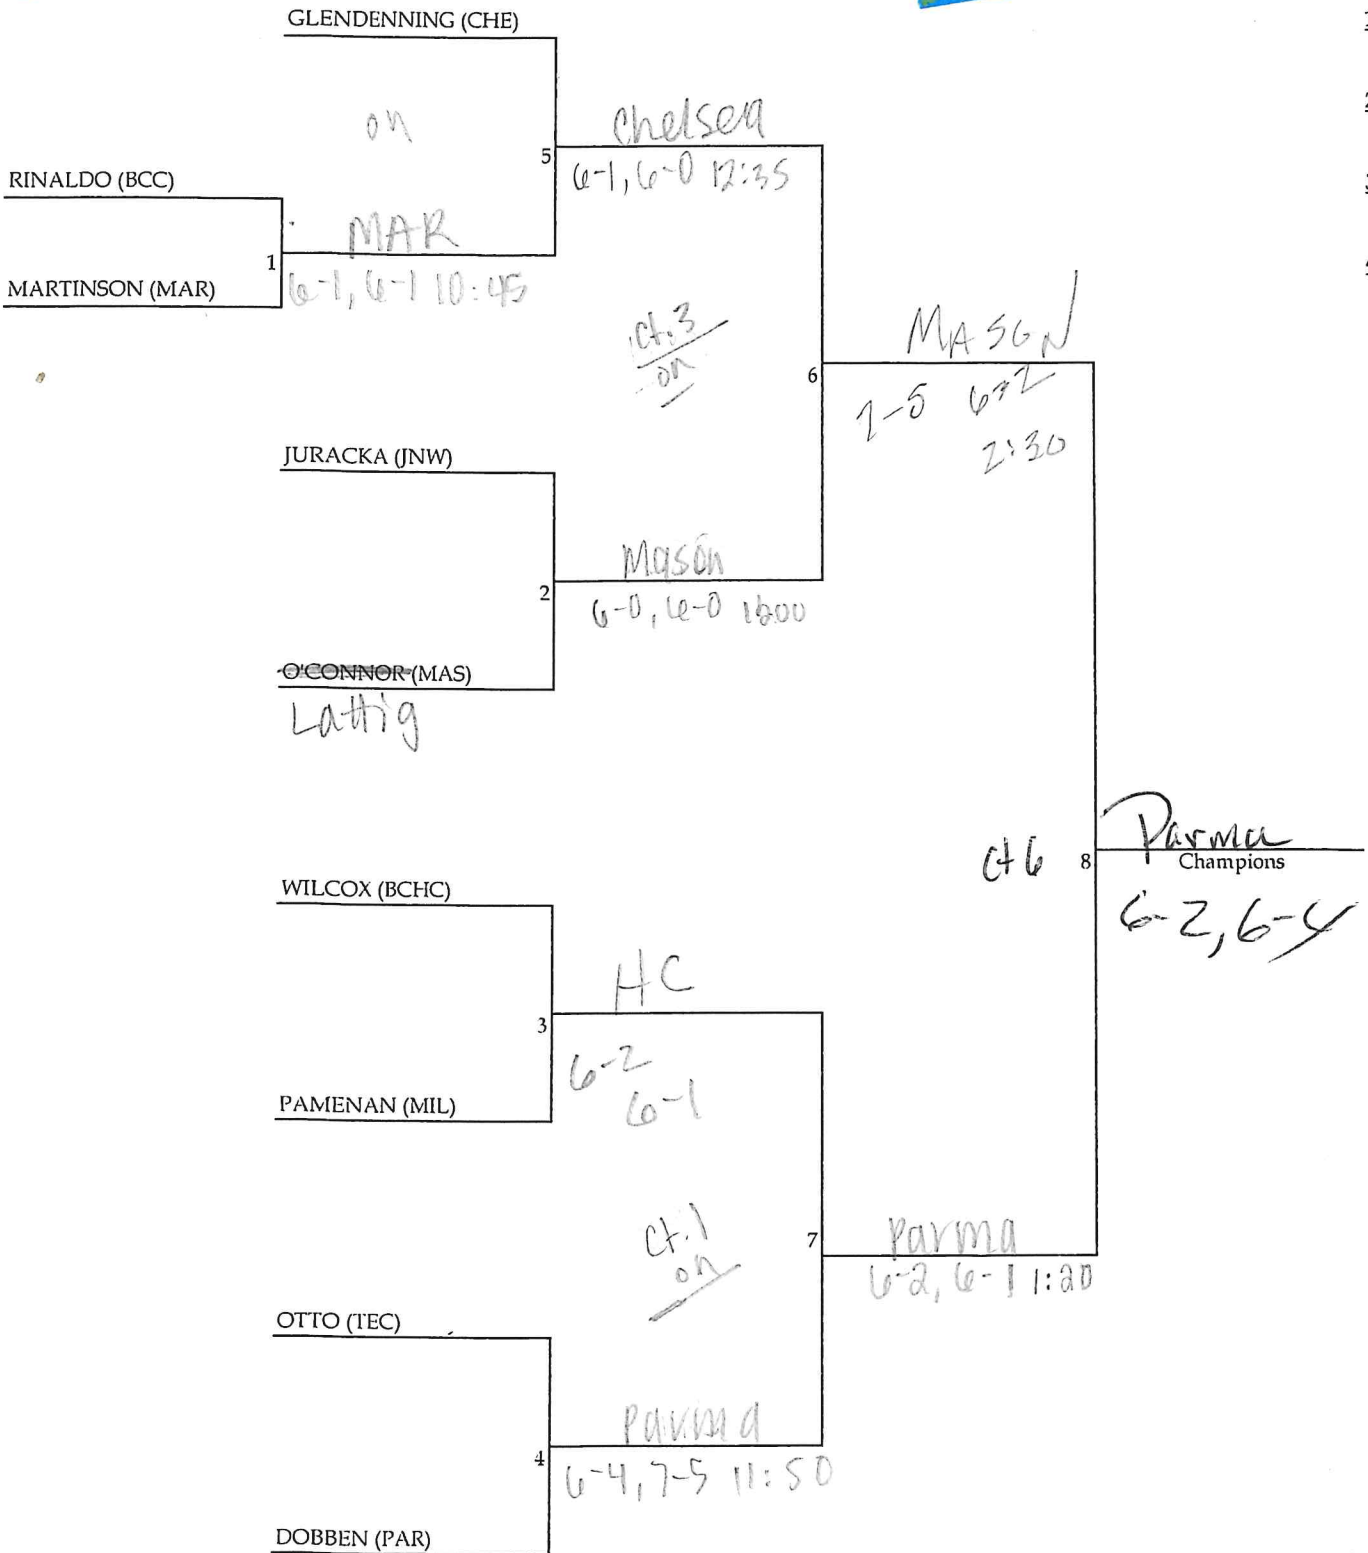 GLENDENNING (CHE)
on
5
Chelsea
6-1, 6-0 12:35
RINALDO (BCC)
1
MAR
6-1, 6-1 10:45
MARTINSON (MAR)
ct. 3
on
6
MASON
7-5 6-2
2:30
JURACKA (JNW)
2
Mason
6-0, 6-0
O'CONNOR (MAS)
Lattig
ct 6
8
Parma
Champions
6-2, 6-4
WILCOX (BCHC)
3
HC
6-2
6-1
PAMENAN (MIL)
ct. 1
on
7
Parma
6-2, 6-1 1:20
OTTO (TEC)
4
Parma
6-4, 7-5 11:50
DOBBEN (PAR)